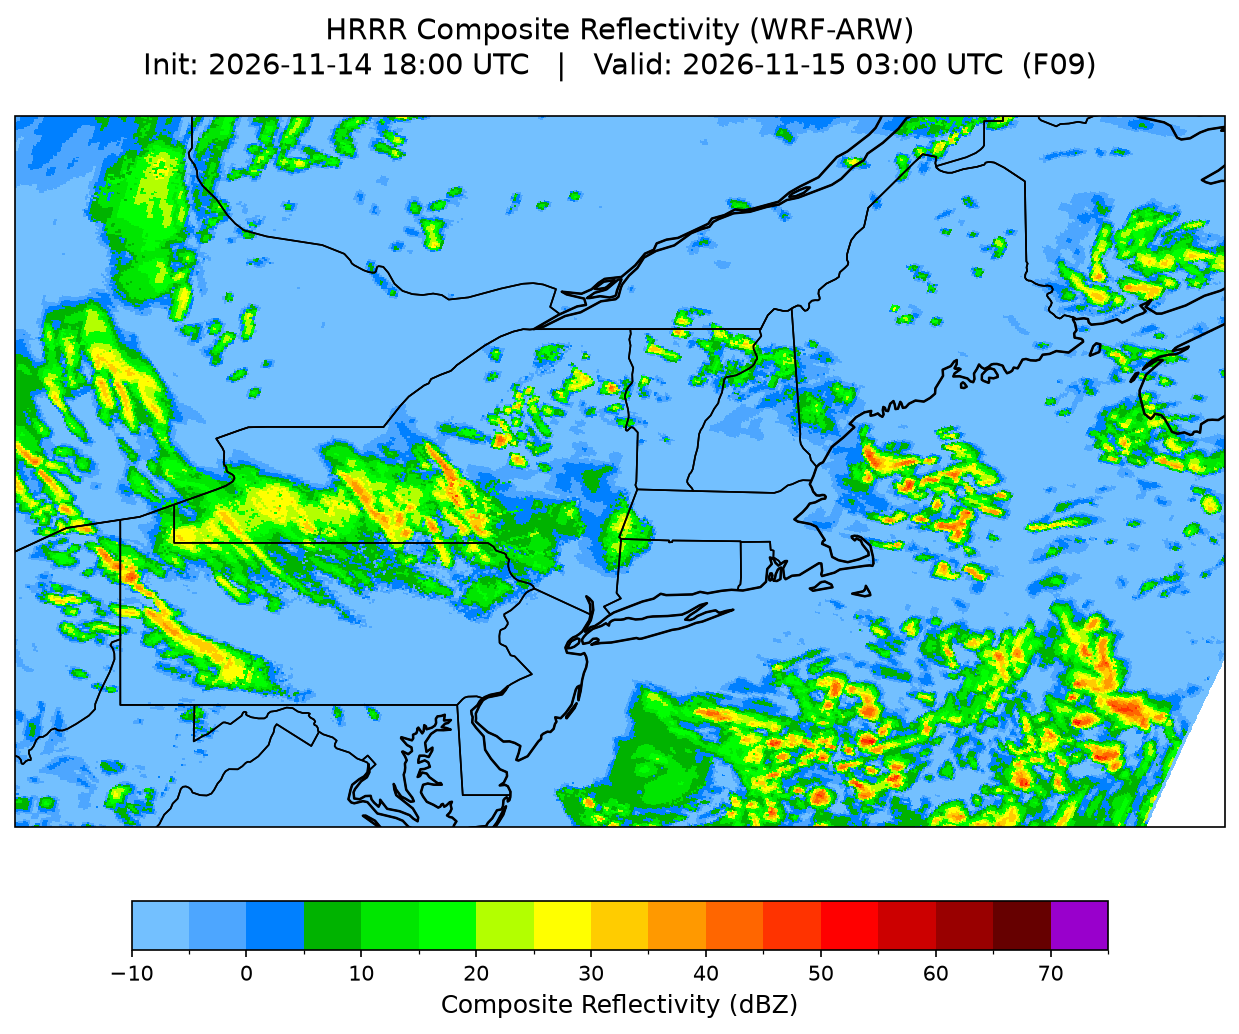 HRRR Composite Reflectivity (WRF-ARW)
Init: 2026-11-14 18:00 UTC | Valid: 2026-11-15 03:00 UTC (F09)
−10 0 10 20 30 40 50 60 70
Composite Reflectivity (dBZ)